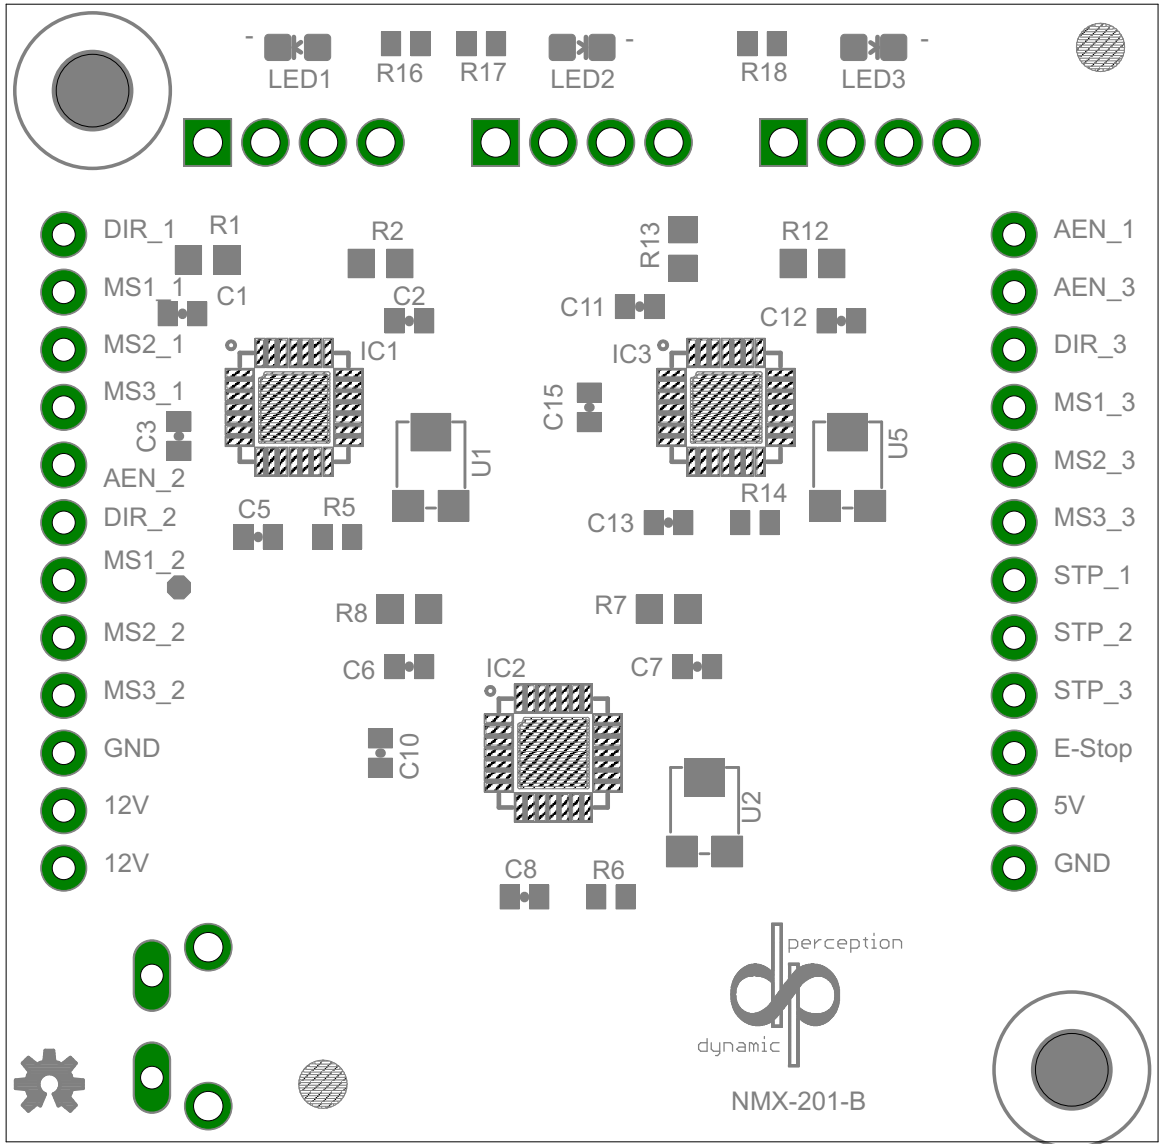 -
LED1
R16
R17
LED2
-
R18
LED3
-
DIR_1
R1
R2
R13
R12
AEN_1
MS1_1
C1
C2
C11
C12
AEN_3
MS2_1
IC1
IC3
DIR_3
MS3_1
C3
C15
MS1_3
AEN_2
U1
U5
MS2_3
DIR_2
C5
R5
C13
R14
MS3_3
MS1_2
STP_1
MS2_2
R8
R7
STP_2
MS3_2
C6
IC2
C7
STP_3
GND
C10
E-Stop
12V
U2
5V
12V
C8
R6
GND
perception
dynamic
NMX-201-B